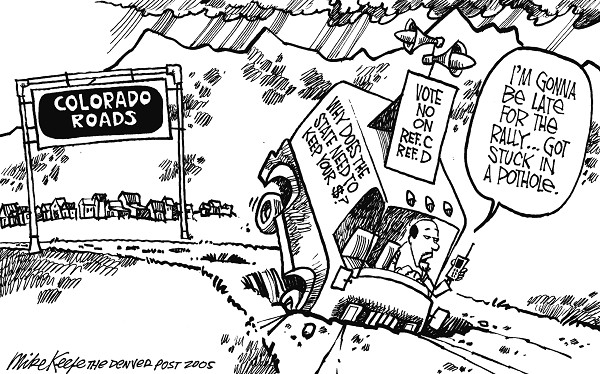 COLORADO
ROADS
WHY DOES THE
STATE NEED TO
KEEP YOUR $?
VOTE
NO
ON
REF. C
REF. D
I'M GONNA
BE LATE
FOR THE
RALLY... GOT
STUCK IN
A POTHOLE.
Mike Keefe THE DENVER POST 2005